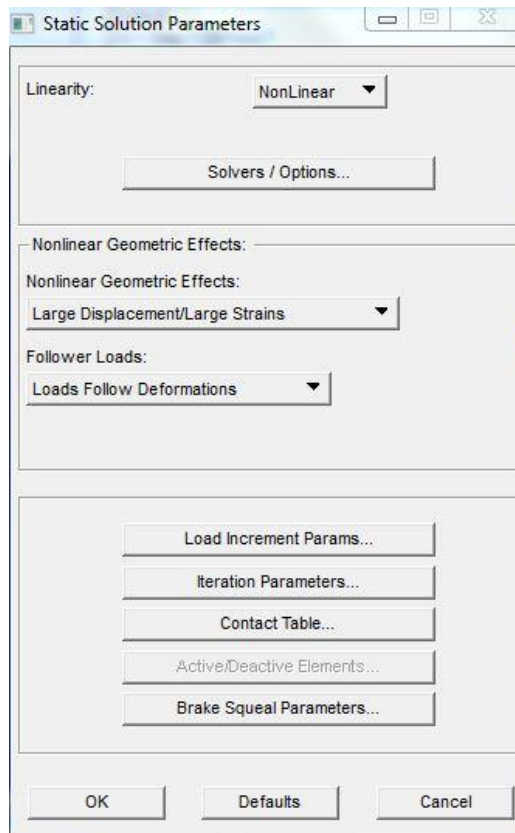 Static Solution Parameters
Linearity:
NonLinear
Solvers / Options...
Nonlinear Geometric Effects:
Nonlinear Geometric Effects:
Large Displacement/Large Strains
Follower Loads:
Loads Follow Deformations
Load Increment Params...
Iteration Parameters...
Contact Table...
Active/Deactive Elements...
Brake Squeal Parameters...
OK
Defaults
Cancel